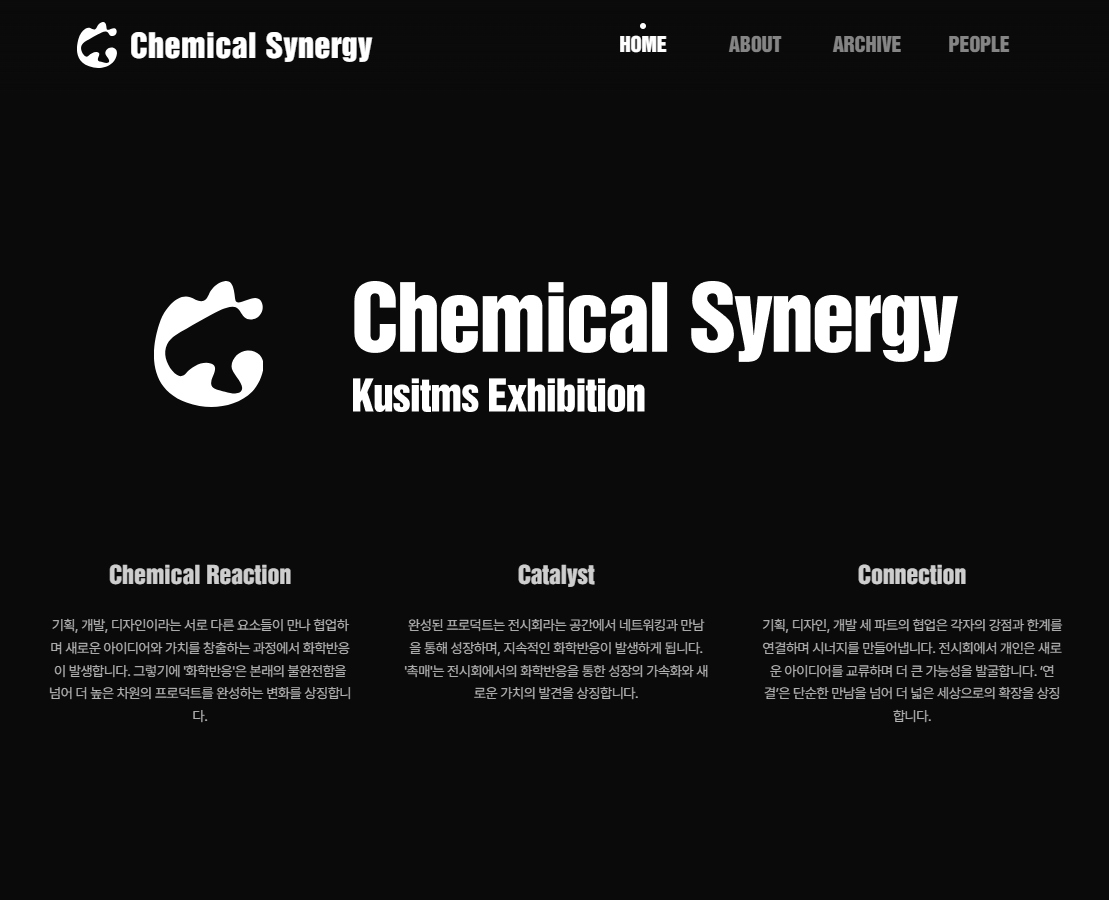 Chemical Synergy
HOME ABOUT ARCHIVE PEOPLE
Chemical Synergy
Kusitms Exhibition
Chemical Reaction
기획, 개발, 디자인이라는 서로 다른 요소들이 만나 협업하
며 새로운 아이디어와 가치를 창출하는 과정에서 화학반응
이 발생합니다. 그렇기에 '화학반응'은 본래의 불완전함을
넘어 더 높은 차원의 프로덕트를 완성하는 변화를 상징합니
다.
Catalyst
완성된 프로덕트는 전시회라는 공간에서 네트워킹과 만남
을 통해 성장하며, 지속적인 화학반응이 발생하게 됩니다.
'촉매'는 전시회에서의 화학반응을 통한 성장의 가속화와 새
로운 가치의 발견을 상징합니다.
Connection
기획, 디자인, 개발 세 파트의 협업은 각자의 강점과 한계를
연결하며 시너지를 만들어냅니다. 전시회에서 개인은 새로
운 아이디어를 교류하며 더 큰 가능성을 발굴합니다. ‘연
결’은 단순한 만남을 넘어 더 넓은 세상으로의 확장을 상징
합니다.